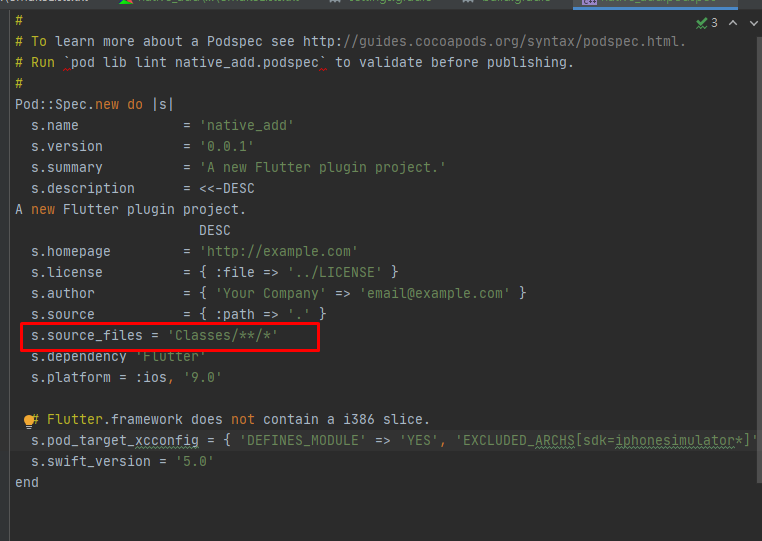 native_add.podspec
3
#
# To learn more about a Podspec see http://guides.cocoapods.org/syntax/podspec.html.
# Run `pod lib lint native_add.podspec` to validate before publishing.
#
Pod::Spec.new do |s|
  s.name             = 'native_add'
  s.version          = '0.0.1'
  s.summary          = 'A new Flutter plugin project.'
  s.description      = <<-DESC
A new Flutter plugin project.
                       DESC
  s.homepage         = 'http://example.com'
  s.license          = { :file => '../LICENSE' }
  s.author           = { 'Your Company' => 'email@example.com' }
  s.source           = { :path => '.' }
  s.source_files = 'Classes/**/*'
  s.dependency 'Flutter'
  s.platform = :ios, '9.0'
  # Flutter.framework does not contain a i386 slice.
  s.pod_target_xcconfig = { 'DEFINES_MODULE' => 'YES', 'EXCLUDED_ARCHS[sdk=iphonesimulator*]'
  s.swift_version = '5.0'
end